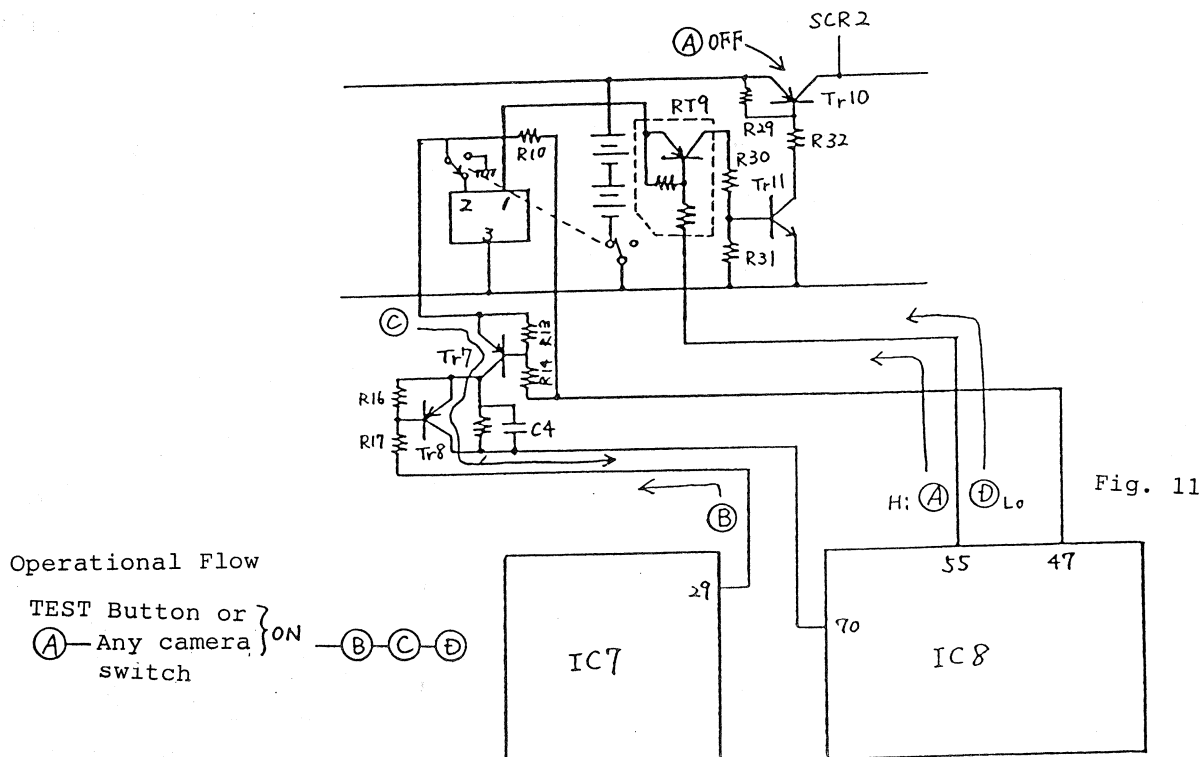 SCR2
Ⓐ OFF
Tr10
RT9
R29
R32
R10
R30
Tr11
2
1
3
R31
Ⓒ
Tr7
R13
R14
R16
C4
R17
Tr8
Hi Ⓐ
Ⓓ Lo
Fig. 11
Ⓑ
Operational Flow
55
47
29
TEST Button or
Ⓐ— Any camera } ON —Ⓑ—Ⓒ—Ⓓ
switch
70
IC7
IC8